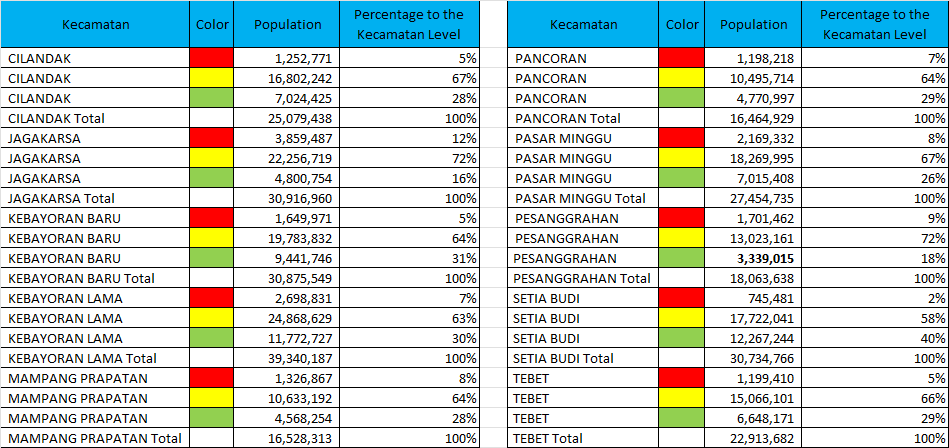 Kecamatan Color Population Percentage to the Kecamatan Level
CILANDAK 1,252,771 5%
CILANDAK 16,802,242 67%
CILANDAK 7,024,425 28%
CILANDAK Total 25,079,438 100%
JAGAKARSA 3,859,487 12%
JAGAKARSA 22,256,719 72%
JAGAKARSA 4,800,754 16%
JAGAKARSA Total 30,916,960 100%
KEBAYORAN BARU 1,649,971 5%
KEBAYORAN BARU 19,783,832 64%
KEBAYORAN BARU 9,441,746 31%
KEBAYORAN BARU Total 30,875,549 100%
KEBAYORAN LAMA 2,698,831 7%
KEBAYORAN LAMA 24,868,629 63%
KEBAYORAN LAMA 11,772,727 30%
KEBAYORAN LAMA Total 39,340,187 100%
MAMPANG PRAPATAN 1,326,867 8%
MAMPANG PRAPATAN 10,633,192 64%
MAMPANG PRAPATAN 4,568,254 28%
MAMPANG PRAPATAN Total 16,528,313 100%
Kecamatan Color Population Percentage to the Kecamatan Level
PANCORAN 1,198,218 7%
PANCORAN 10,495,714 64%
PANCORAN 4,770,997 29%
PANCORAN Total 16,464,929 100%
PASAR MINGGU 2,169,332 8%
PASAR MINGGU 18,269,995 67%
PASAR MINGGU 7,015,408 26%
PASAR MINGGU Total 27,454,735 100%
PESANGGRAHAN 1,701,462 9%
PESANGGRAHAN 13,023,161 72%
PESANGGRAHAN 3,339,015 18%
PESANGGRAHAN Total 18,063,638 100%
SETIA BUDI 745,481 2%
SETIA BUDI 17,722,041 58%
SETIA BUDI 12,267,244 40%
SETIA BUDI Total 30,734,766 100%
TEBET 1,199,410 5%
TEBET 15,066,101 66%
TEBET 6,648,171 29%
TEBET Total 22,913,682 100%